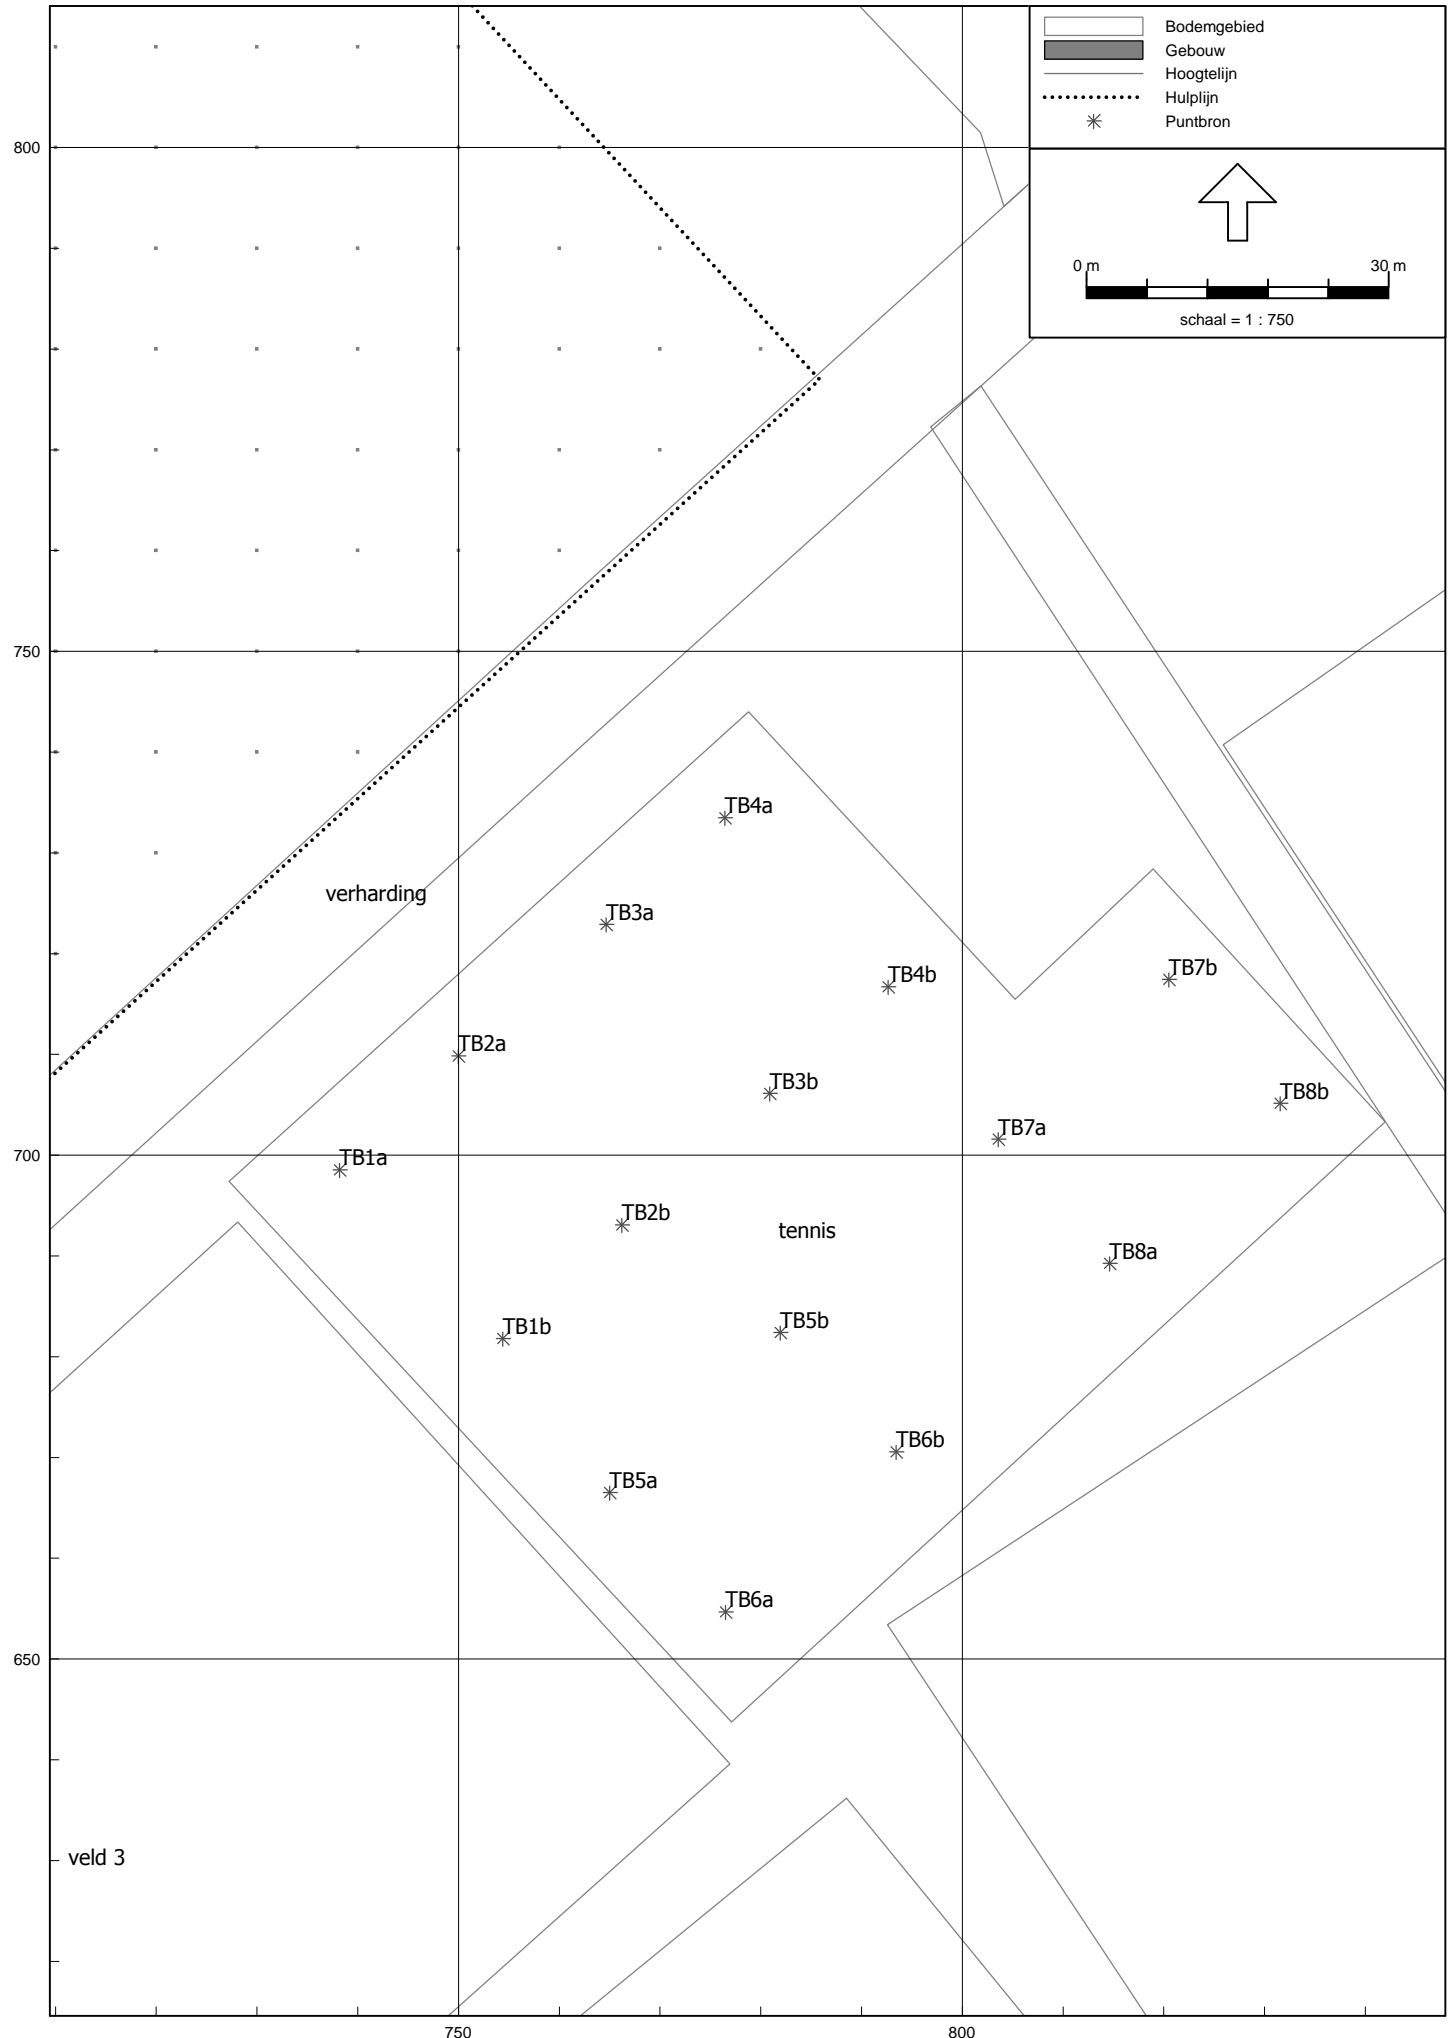 Bodemgebied
Gebouw
Hoogtelijn
Hulplijn
Puntbron
800
0 m 30 m
schaal = 1 : 750
750
TB4a
verharding
TB3a
TB4b
TB7b
TB2a
TB3b
TB8b
TB7a
700
TB1a
TB2b
tennis
TB8a
TB1b
TB5b
TB6b
TB5a
TB6a
650
veld 3
750 800